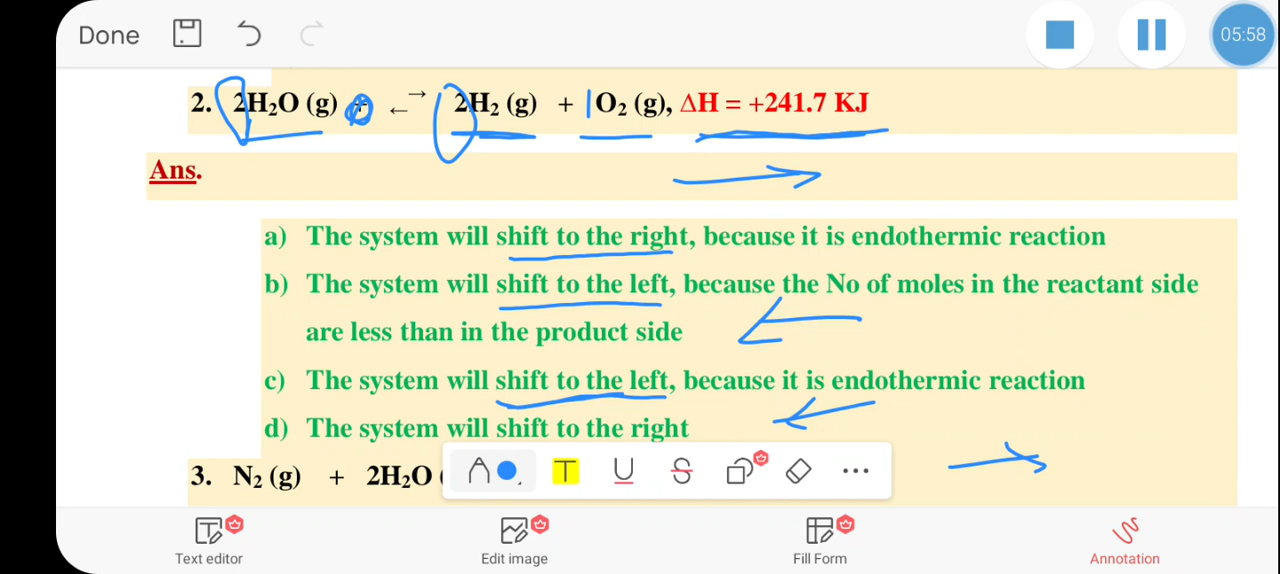 Done
05:58
2. 2H₂O (g) ⇄ 2H₂ (g) + 1O₂ (g), ΔH = +241.7 KJ
Ans.
a) The system will shift to the right, because it is endothermic reaction
b) The system will shift to the left, because the No of moles in the reactant side
are less than in the product side
c) The system will shift to the left, because it is endothermic reaction
d) The system will shift to the right
3. N₂ (g) + 2H₂O (
T U S
Text editor
Edit image
Fill Form
Annotation